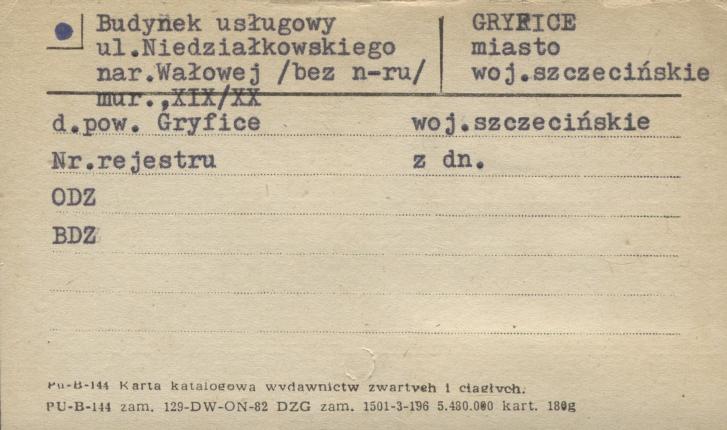 Budynek usługowy
ul.Niedziałkowskiego
nar.Wałowej /bez n-ru/
mur.,XIX/XX
GRYFICE
miasto
woj.szczecińskie
d.pow. Gryfice woj.szczecińskie
Nr.rejestru z dn.
ODZ
BDZ
Pu-B-144 Karta katalogowa wydawnictw zwartych i ciągłych.
PU-B-144 zam. 129-DW-ON-82 DZG zam. 1501-3-196 5.480.000 kart. 180g